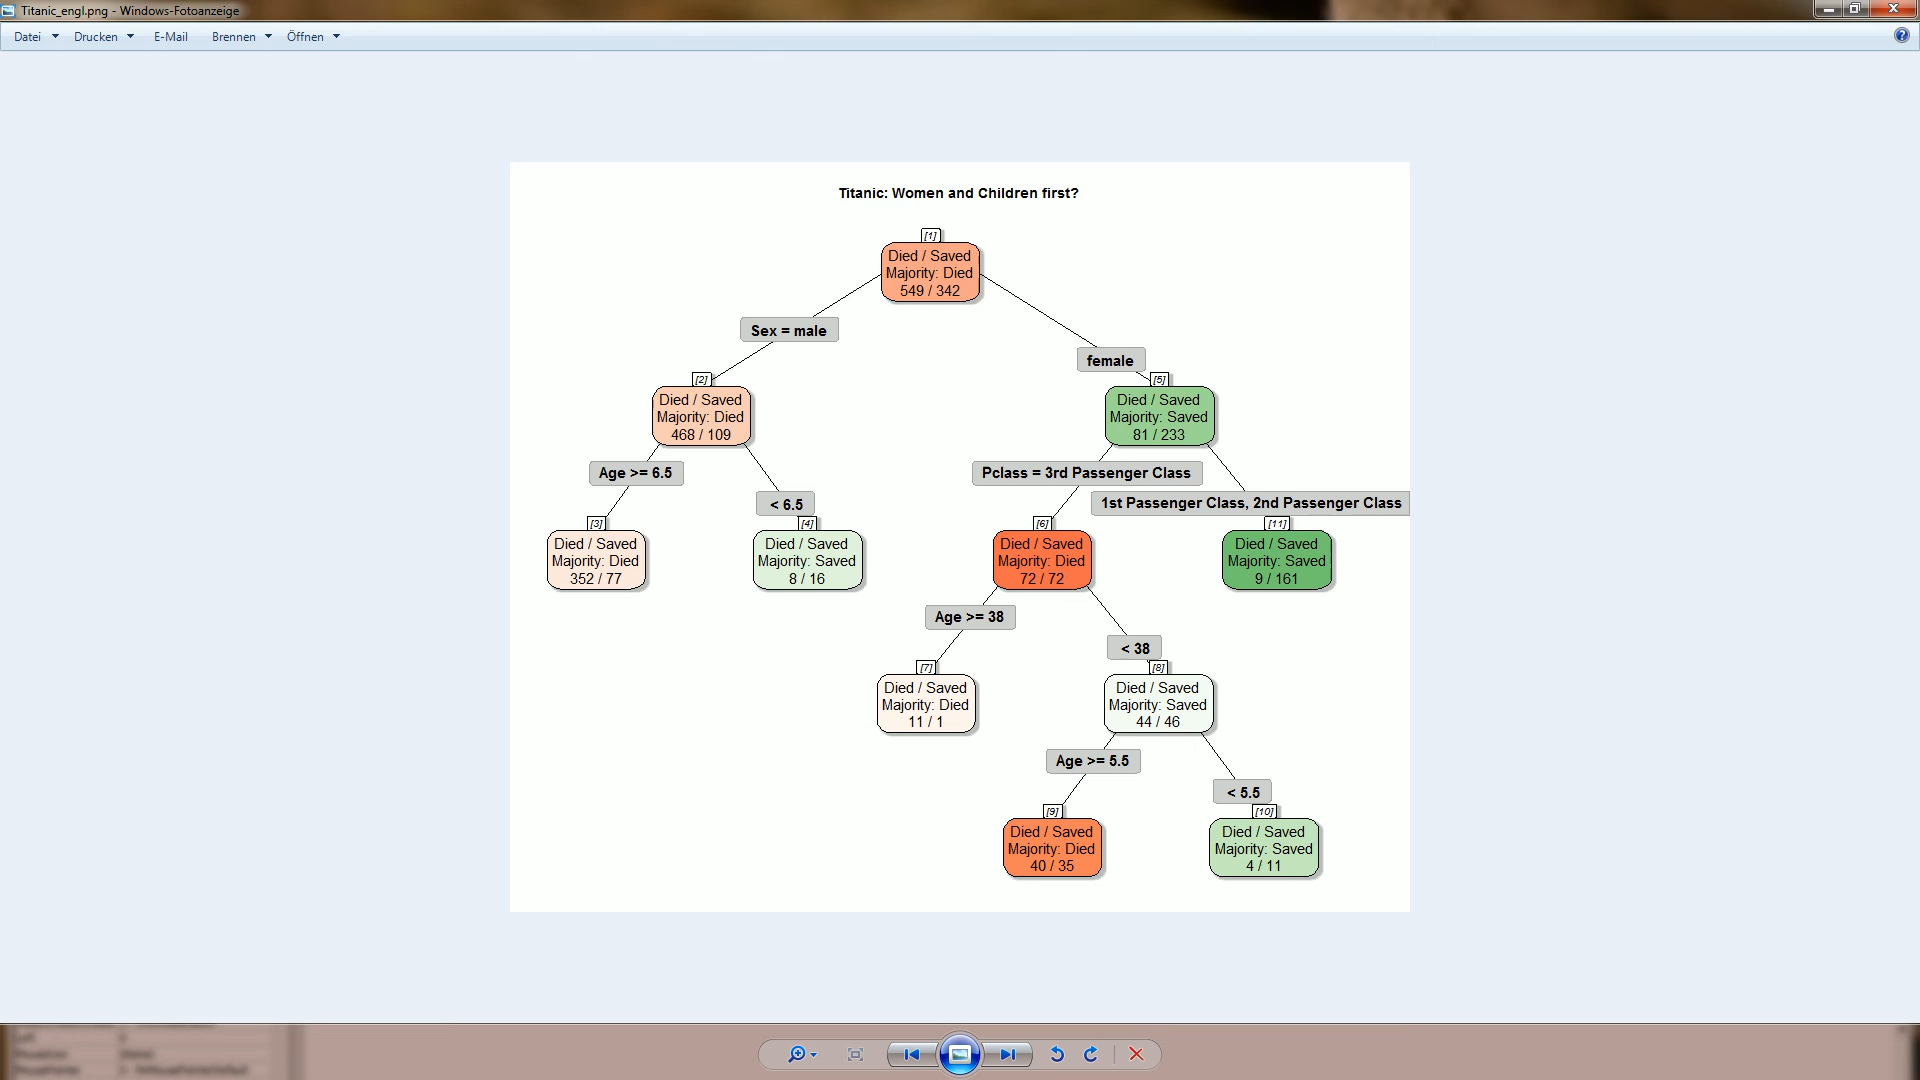 Titanic_engl.png - Windows-Fotoanzeige
Datei Drucken E-Mail Brennen Öffnen
Titanic: Women and Children first?
[1]
Died / Saved
Majority: Died
549 / 342
Sex = male
female
[2]
Died / Saved
Majority: Died
468 / 109
[5]
Died / Saved
Majority: Saved
81 / 233
Age >= 6.5
< 6.5
Pclass = 3rd Passenger Class
1st Passenger Class, 2nd Passenger Class
[3]
Died / Saved
Majority: Died
352 / 77
[4]
Died / Saved
Majority: Saved
8 / 16
[6]
Died / Saved
Majority: Died
72 / 72
[11]
Died / Saved
Majority: Saved
9 / 161
Age >= 38
< 38
[7]
Died / Saved
Majority: Died
11 / 1
[8]
Died / Saved
Majority: Saved
44 / 46
Age >= 5.5
< 5.5
[9]
Died / Saved
Majority: Died
40 / 35
[10]
Died / Saved
Majority: Saved
4 / 11